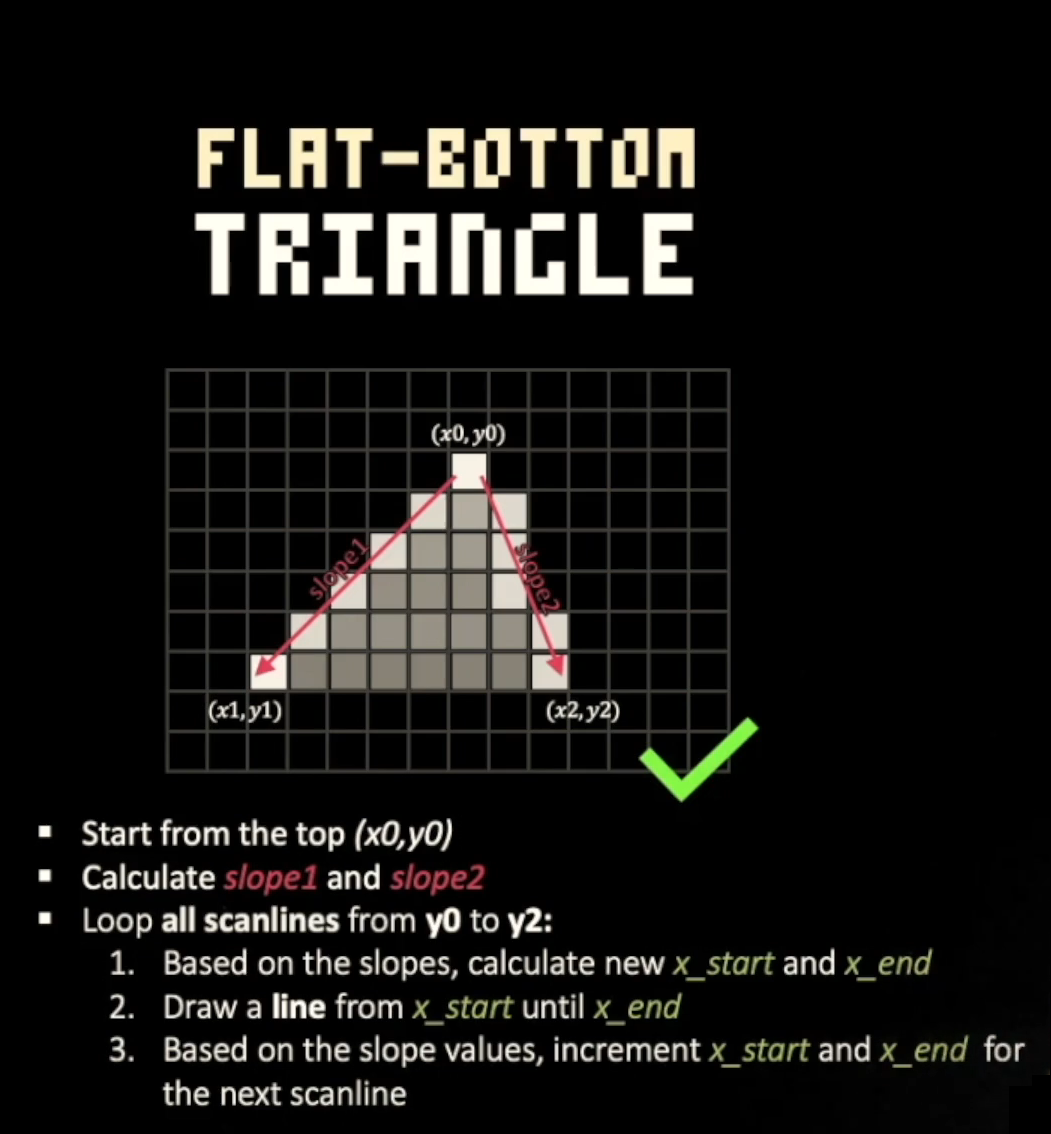 FLAT-BOTTOM
TRIANGLE
(x0, y0)
slope1
slope2
(x1, y1)
(x2, y2)
▪ Start from the top (x0,y0)
▪ Calculate slope1 and slope2
▪ Loop all scanlines from y0 to y2:
1. Based on the slopes, calculate new x_start and x_end
2. Draw a line from x_start until x_end
3. Based on the slope values, increment x_start and x_end for
the next scanline